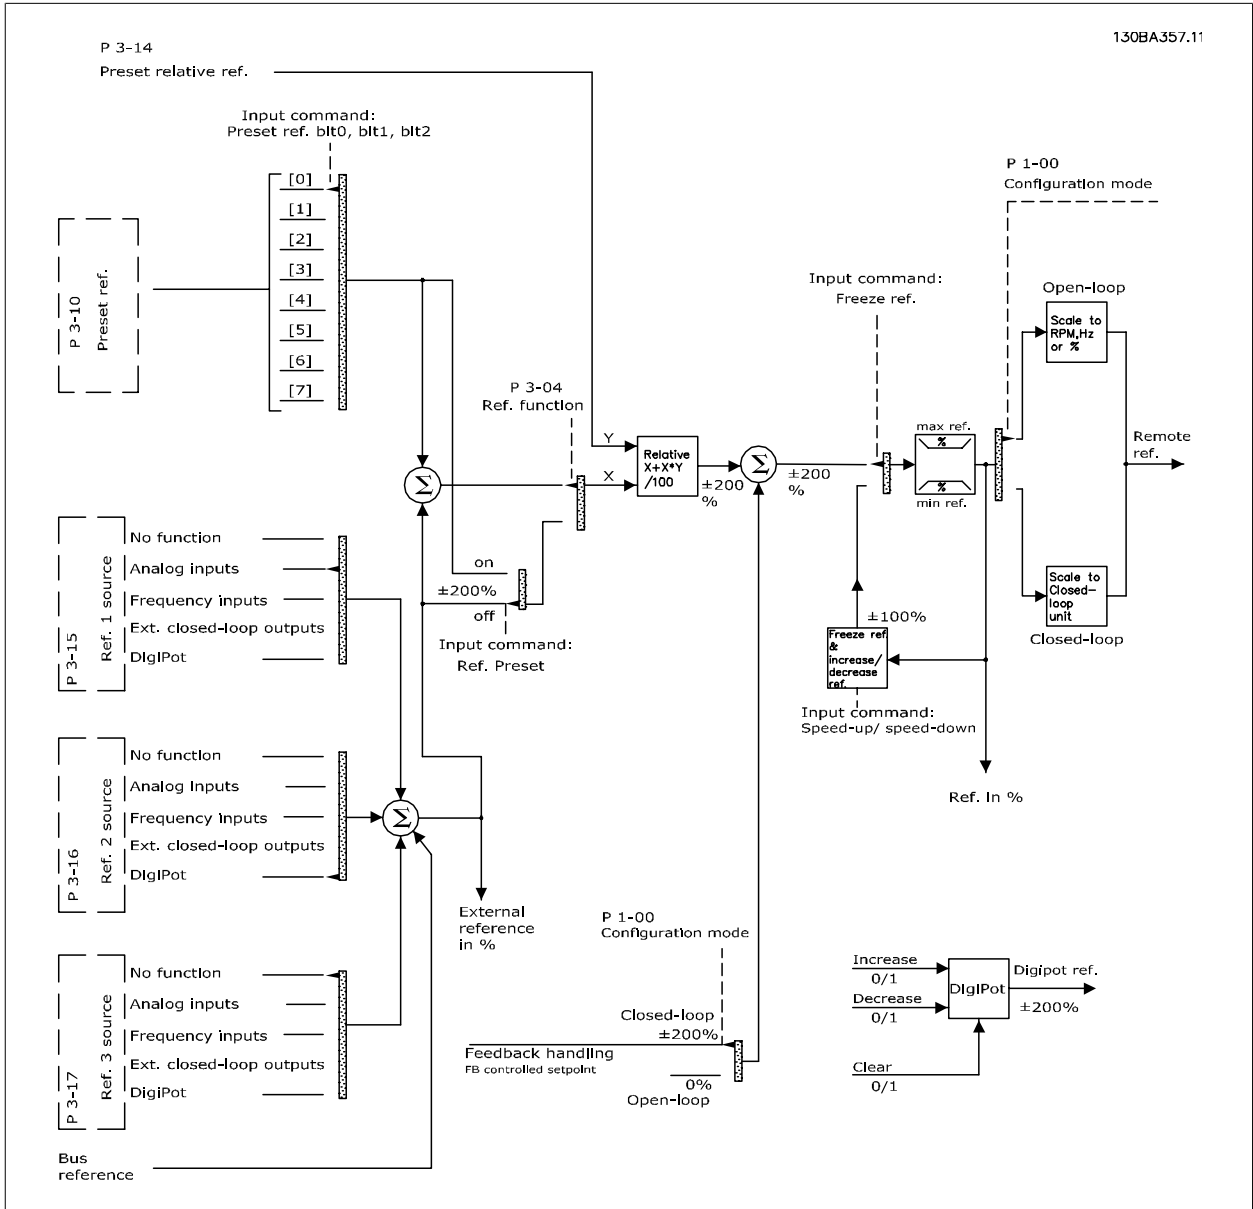 130BA357.11
P 3-14
Preset relative ref.
Input command:
Preset ref. bit0, bit1, bit2
P 1-00
Configuration mode
[0]
[1]
[2]
[3]
[4]
[5]
[6]
[7]
P 3-10
Preset ref.
Input command:
Freeze ref.
Open-loop
Scale to
RPM,Hz
or %
P 3-04
Ref. function
Y
X
Relative
X+X*Y
/100
±200
%
Σ
±200
%
max ref.
%
%
min ref.
Remote
ref.
Σ
P 3-15
Ref. 1 source
No function
Analog inputs
Frequency inputs
Ext. closed-loop outputs
DigiPot
on
±200%
off
Input command:
Ref. Preset
Scale to
Closed-
loop
unit
Closed-loop
±100%
Freeze ref.
&
increase/
decrease
ref.
Input command:
Speed-up/ speed-down
Ref. in %
P 3-16
Ref. 2 source
No function
Analog inputs
Frequency inputs
Ext. closed-loop outputs
DigiPot
Σ
External
reference
in %
P 1-00
Configuration mode
Closed-loop
±200%
Feedback handling
FB controlled setpoint
0%
Open-loop
Increase
0/1
Decrease
0/1
Clear
0/1
DigiPot
Digipot ref.
±200%
P 3-17
Ref. 3 source
No function
Analog inputs
Frequency inputs
Ext. closed-loop outputs
DigiPot
Bus
reference